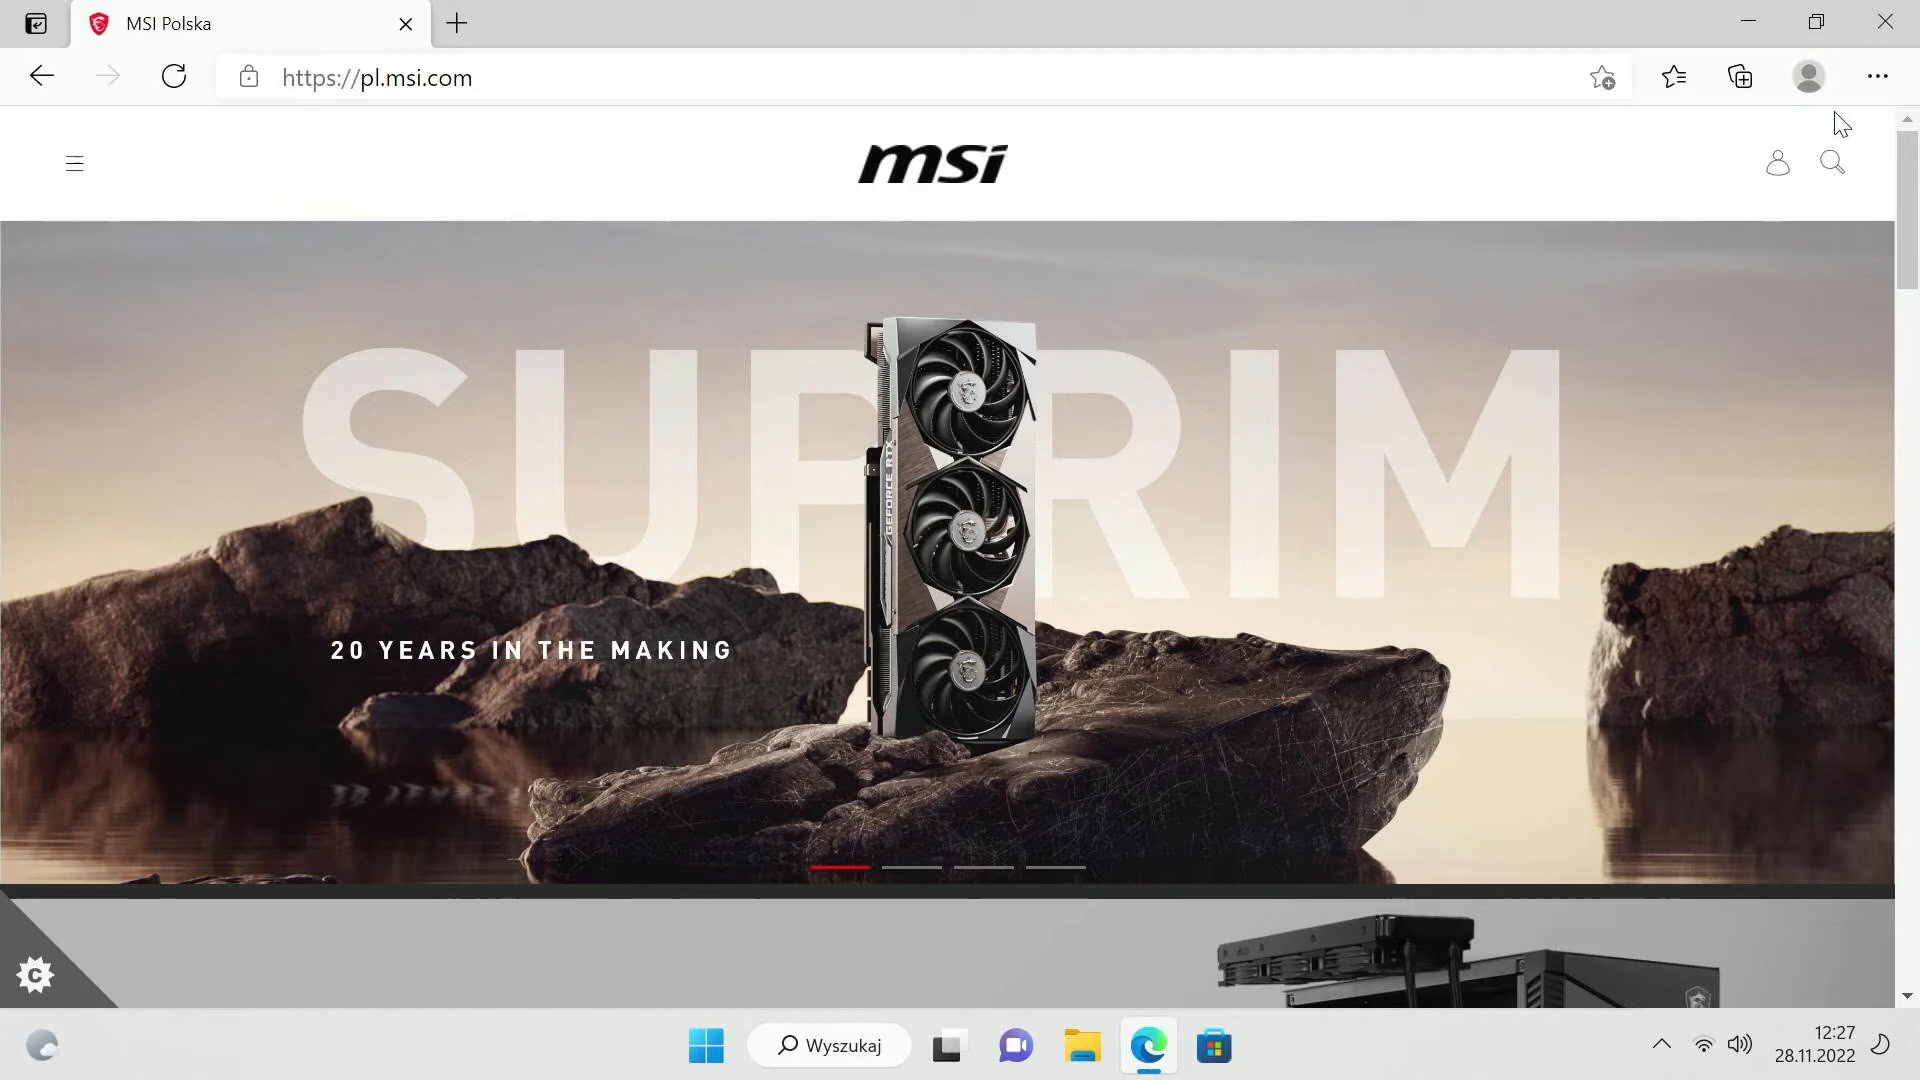 MSI Polska
https://pl.msi.com
msi
SUPRIM
GEFORCE RTX
20 YEARS IN THE MAKING
C
Wyszukaj
12:27
28.11.2022